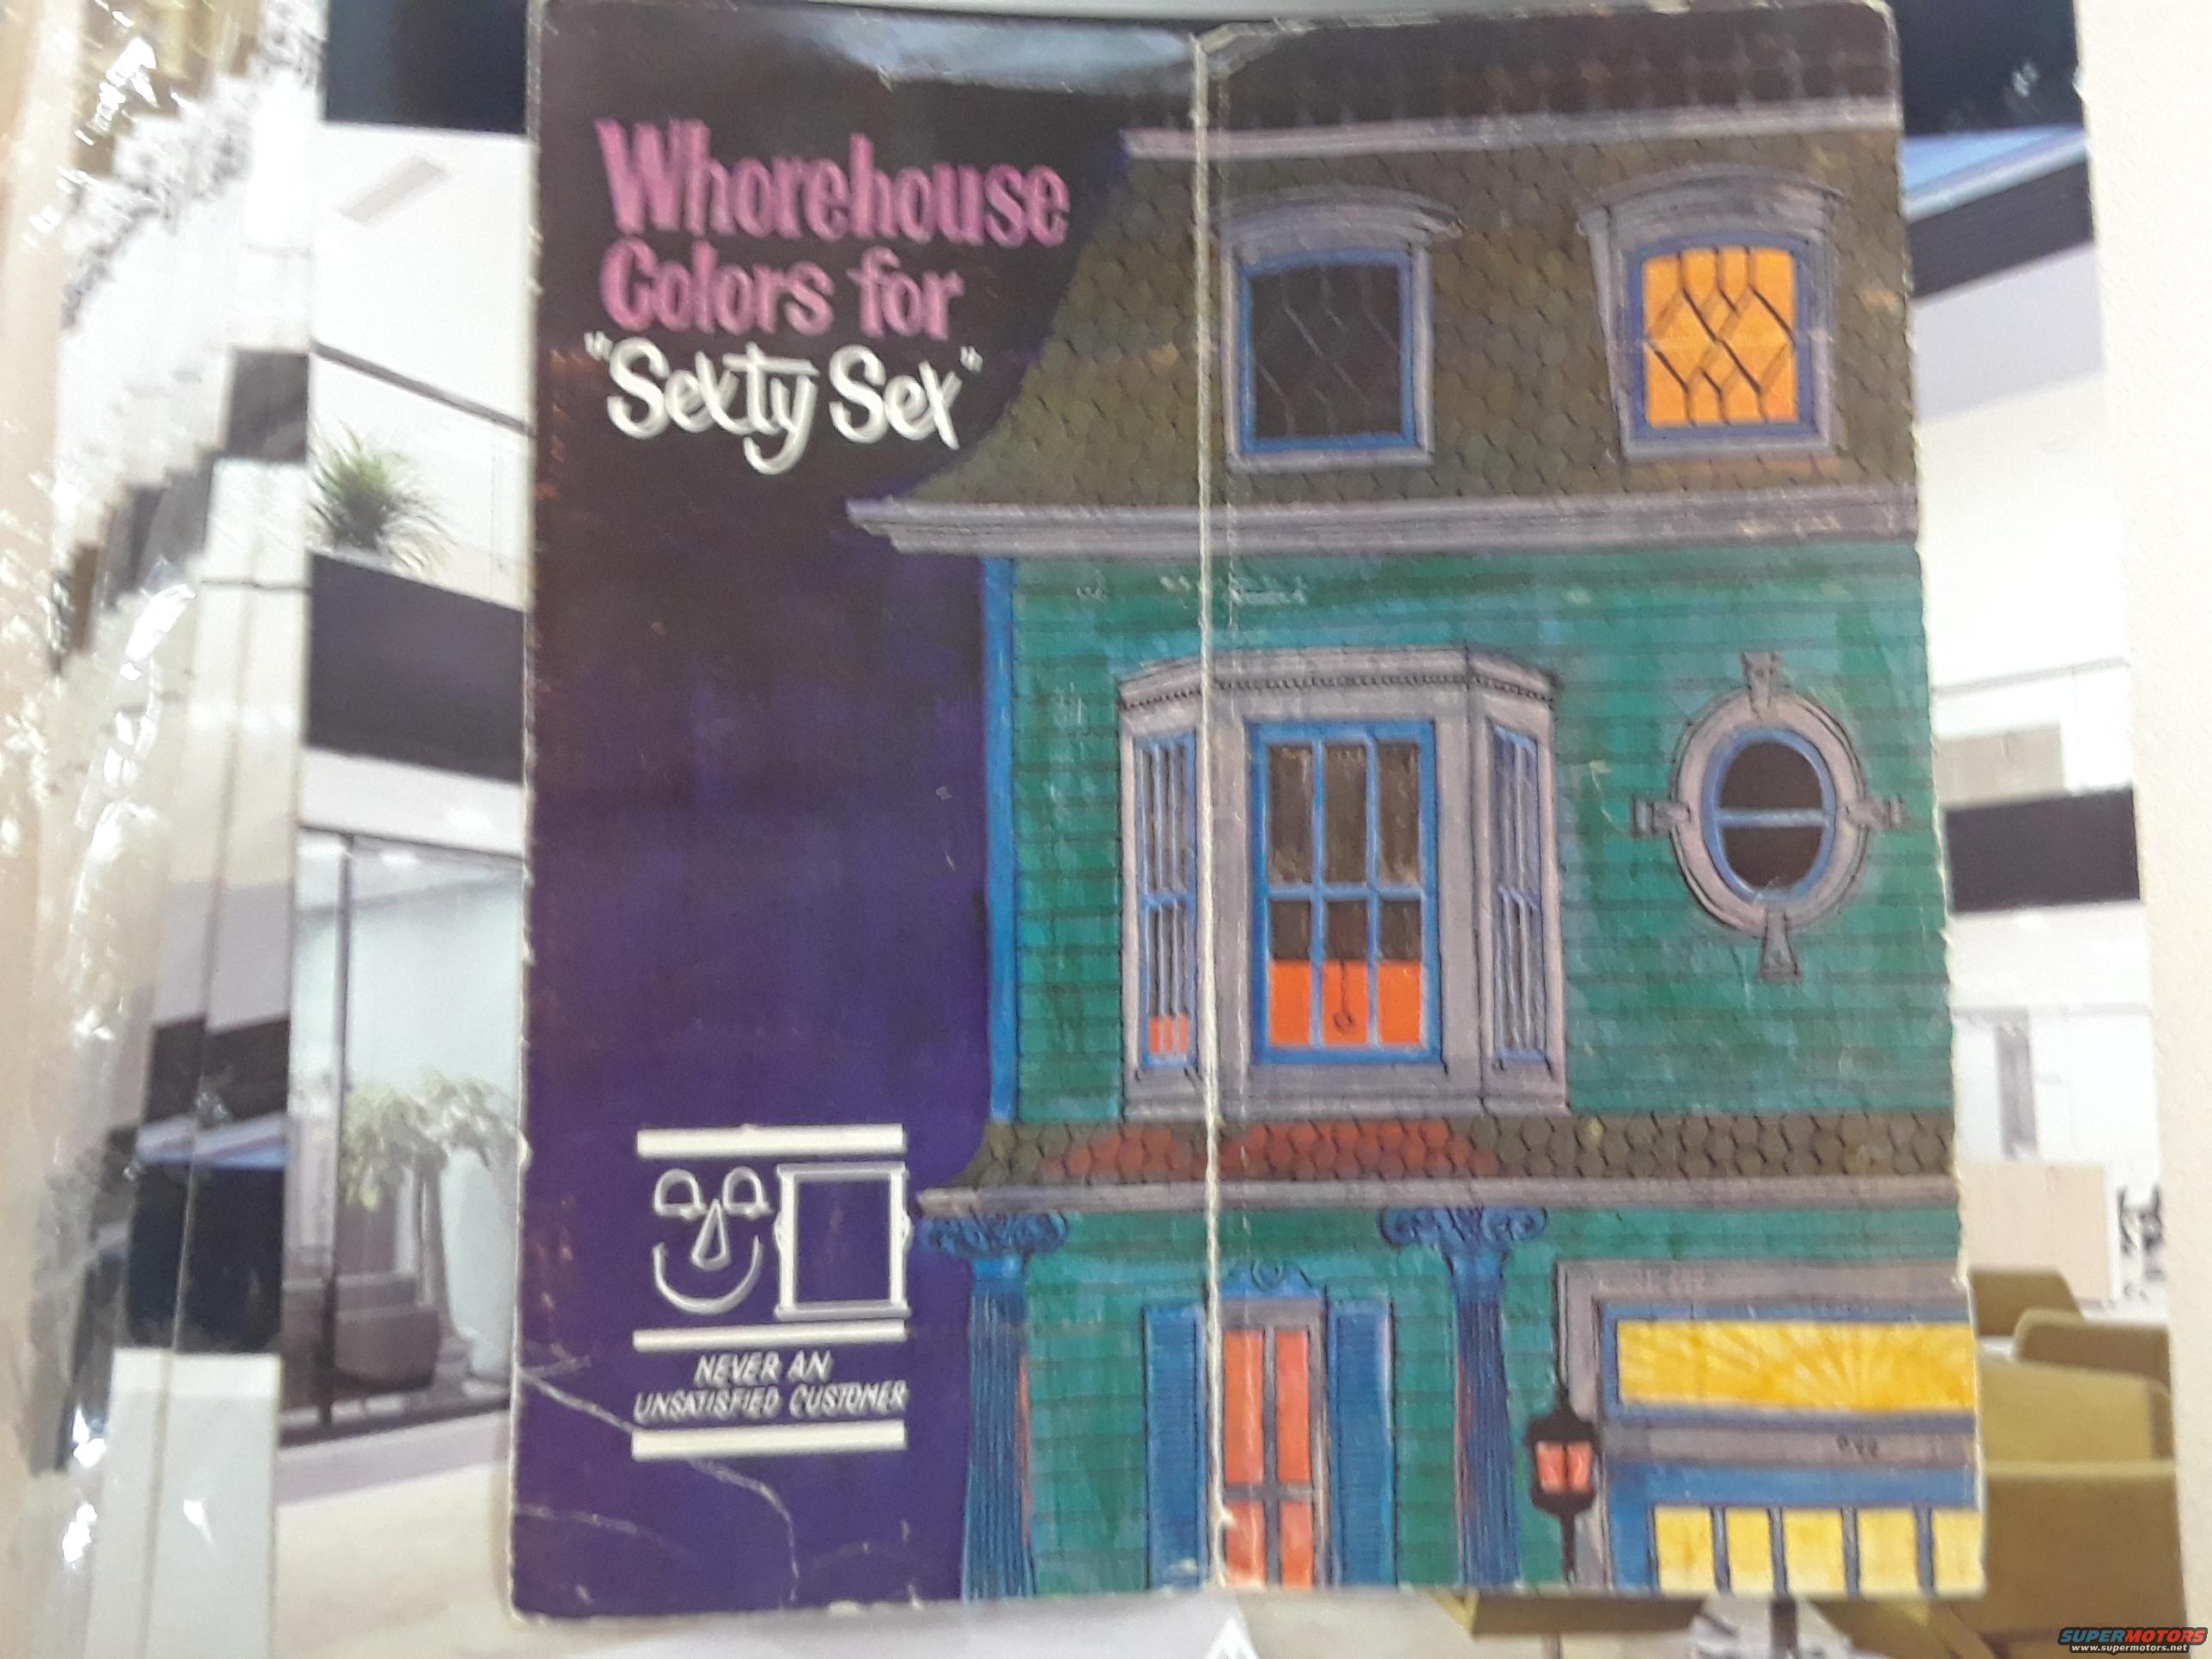 Whorehouse
Colors for
"Sexty Sex"
NEVER AN
UNSATISFIED CUSTOMER
SUPERMOTORS
www.supermotors.net